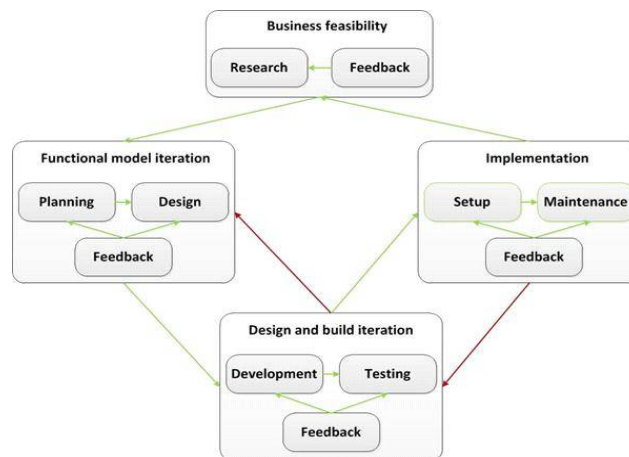 Business feasibility
Research
Feedback
Functional model iteration
Planning
Design
Feedback
Implementation
Setup
Maintenance
Feedback
Design and build iteration
Development
Testing
Feedback